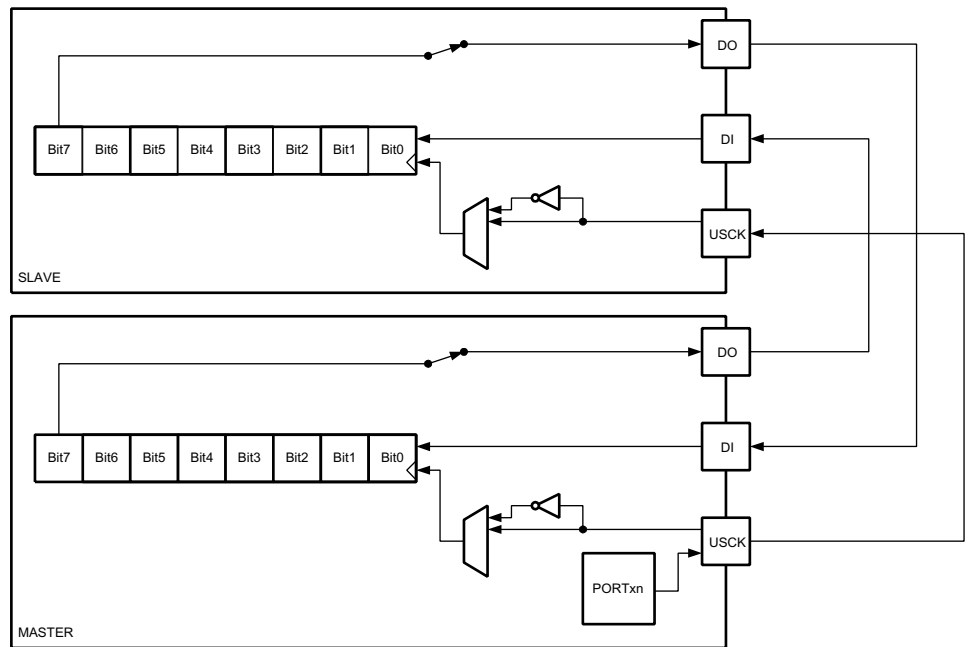 DO
Bit7 Bit6 Bit5 Bit4 Bit3 Bit2 Bit1 Bit0
DI
USCK
SLAVE
DO
Bit7 Bit6 Bit5 Bit4 Bit3 Bit2 Bit1 Bit0
DI
USCK
PORTxn
MASTER